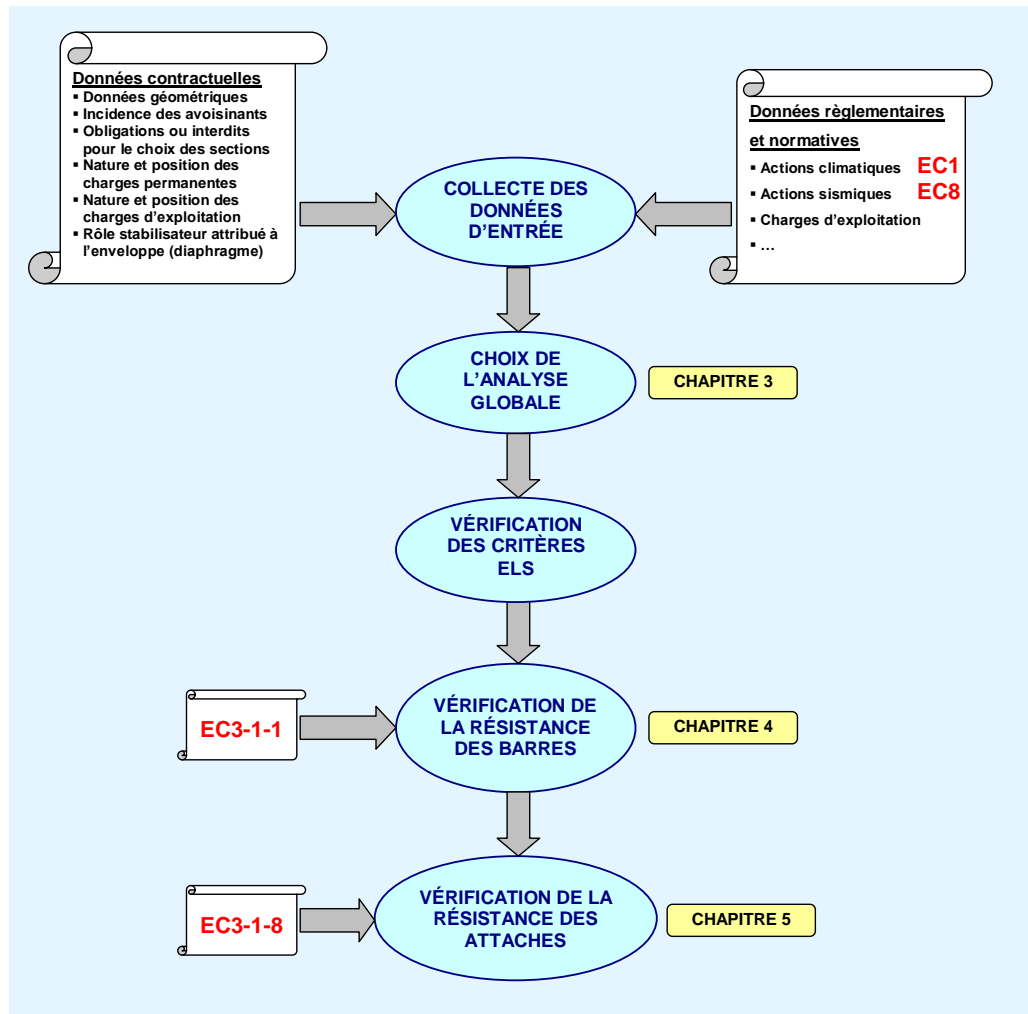 Données contractuelles
▪ Données géométriques
▪ Incidence des avoisinants
▪ Obligations ou interdits
pour le choix des sections
▪ Nature et position des
charges permanentes
▪ Nature et position des
charges d'exploitation
▪ Rôle stabilisateur attribué à
l'enveloppe (diaphragme)
Données règlementaires
et normatives
▪ Actions climatiques EC1
▪ Actions sismiques EC8
▪ Charges d'exploitation
▪ …
COLLECTE DES
DONNÉES
D'ENTRÉE
CHOIX DE
L'ANALYSE
GLOBALE
CHAPITRE 3
VÉRIFICATION
DES CRITÈRES
ELS
EC3-1-1
VÉRIFICATION DE
LA RÉSISTANCE
DES BARRES
CHAPITRE 4
EC3-1-8
VÉRIFICATION DE LA
RÉSISTANCE DES
ATTACHES
CHAPITRE 5